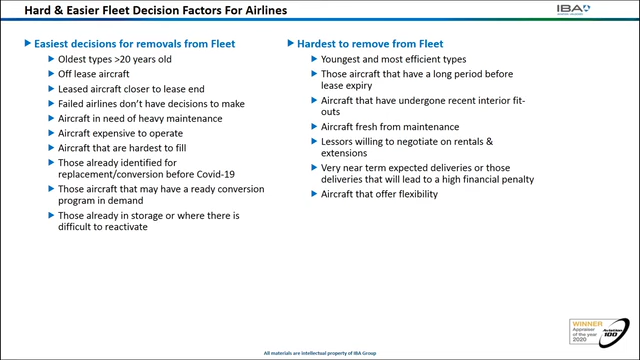 Hard & Easier Fleet Decision Factors For Airlines
IBA
Easiest decisions for removals from Fleet
Oldest types >20 years old
Off lease aircraft
Leased aircraft closer to lease end
Failed airlines don't have decisions to make
Aircraft in need of heavy maintenance
Aircraft expensive to operate
Aircraft that are hardest to fill
Those already identified for
replacement/conversion before Covid-19
Those aircraft that may have a ready conversion
program in demand
Those already in storage or where there is
difficult to reactivate
Hardest to remove from Fleet
Youngest and most efficient types
Those aircraft that have a long period before
lease expiry
Aircraft that have undergone recent interior fit-
outs
Aircraft fresh from maintenance
Lessors willing to negotiate on rentals &
extensions
Very near term expected deliveries or those
deliveries that will lead to a high financial penalty
Aircraft that offer flexibility
WINNER
Appraiser
of the year
2020
Aviation
100
All materials are intellectual property of IBA Group